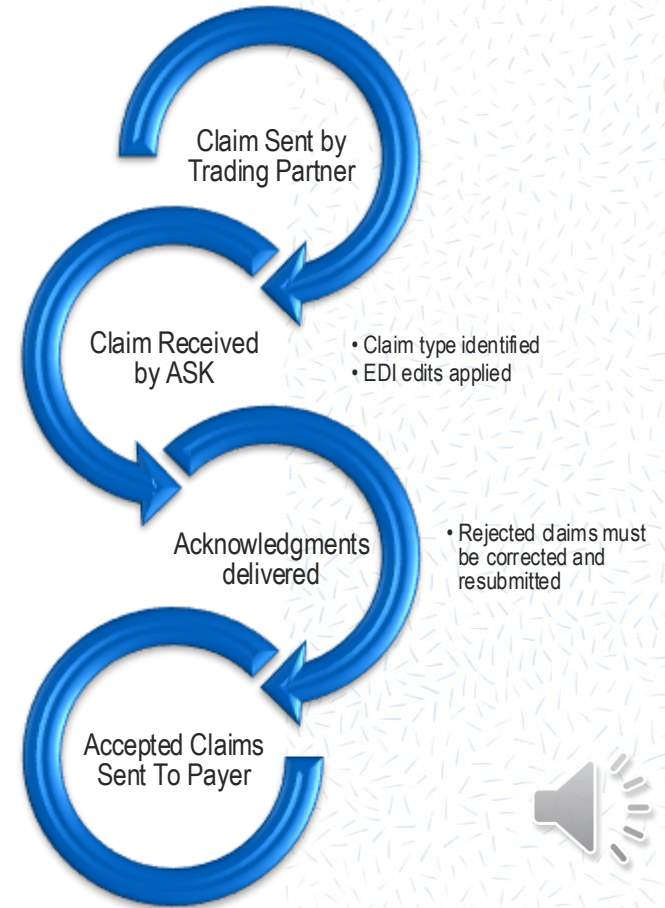 Claim Sent by
Trading Partner
Claim Received
by ASK
• Claim type identified
• EDI edits applied
Acknowledgments
delivered
• Rejected claims must
be corrected and
resubmitted
Accepted Claims
Sent To Payer